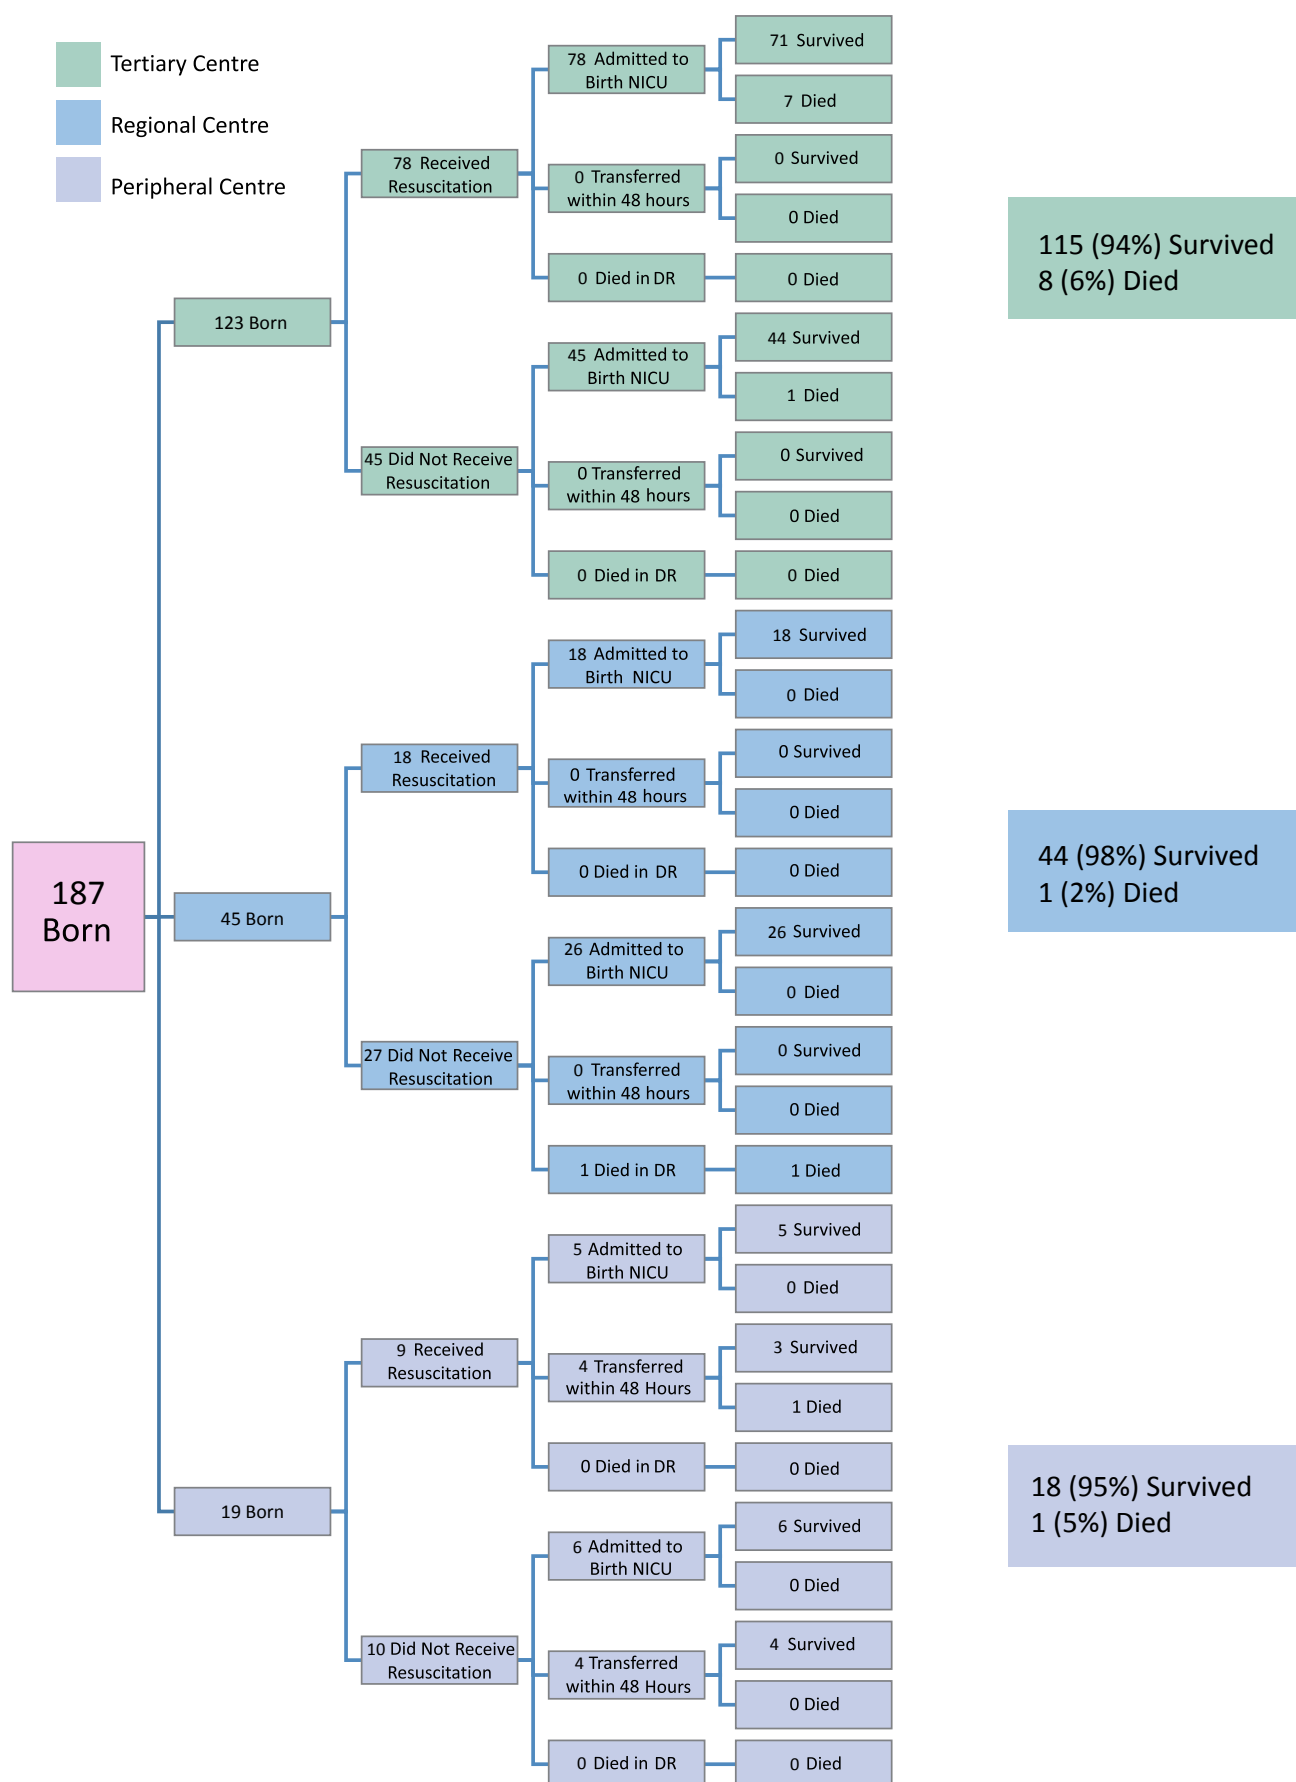 Tertiary Centre
Regional Centre
Peripheral Centre
187
Born
123 Born
78 Received
Resuscitation
78 Admitted to
Birth NICU
71 Survived
7 Died
0 Transferred
within 48 hours
0 Survived
0 Died
0 Died in DR
0 Died
45 Did Not Receive
Resuscitation
45 Admitted to
Birth NICU
44 Survived
1 Died
0 Transferred
within 48 hours
0 Survived
0 Died
0 Died in DR
0 Died
115 (94%) Survived
8 (6%) Died
45 Born
18 Received
Resuscitation
18 Admitted to
Birth NICU
18 Survived
0 Died
0 Transferred
within 48 hours
0 Survived
0 Died
0 Died in DR
0 Died
27 Did Not Receive
Resuscitation
26 Admitted to
Birth NICU
26 Survived
0 Died
0 Transferred
within 48 hours
0 Survived
0 Died
1 Died in DR
1 Died
44 (98%) Survived
1 (2%) Died
19 Born
9 Received
Resuscitation
5 Admitted to
Birth NICU
5 Survived
0 Died
4 Transferred
within 48 Hours
3 Survived
1 Died
0 Died in DR
0 Died
10 Did Not Receive
Resuscitation
6 Admitted to
Birth NICU
6 Survived
0 Died
4 Transferred
within 48 Hours
4 Survived
0 Died
0 Died in DR
0 Died
18 (95%) Survived
1 (5%) Died